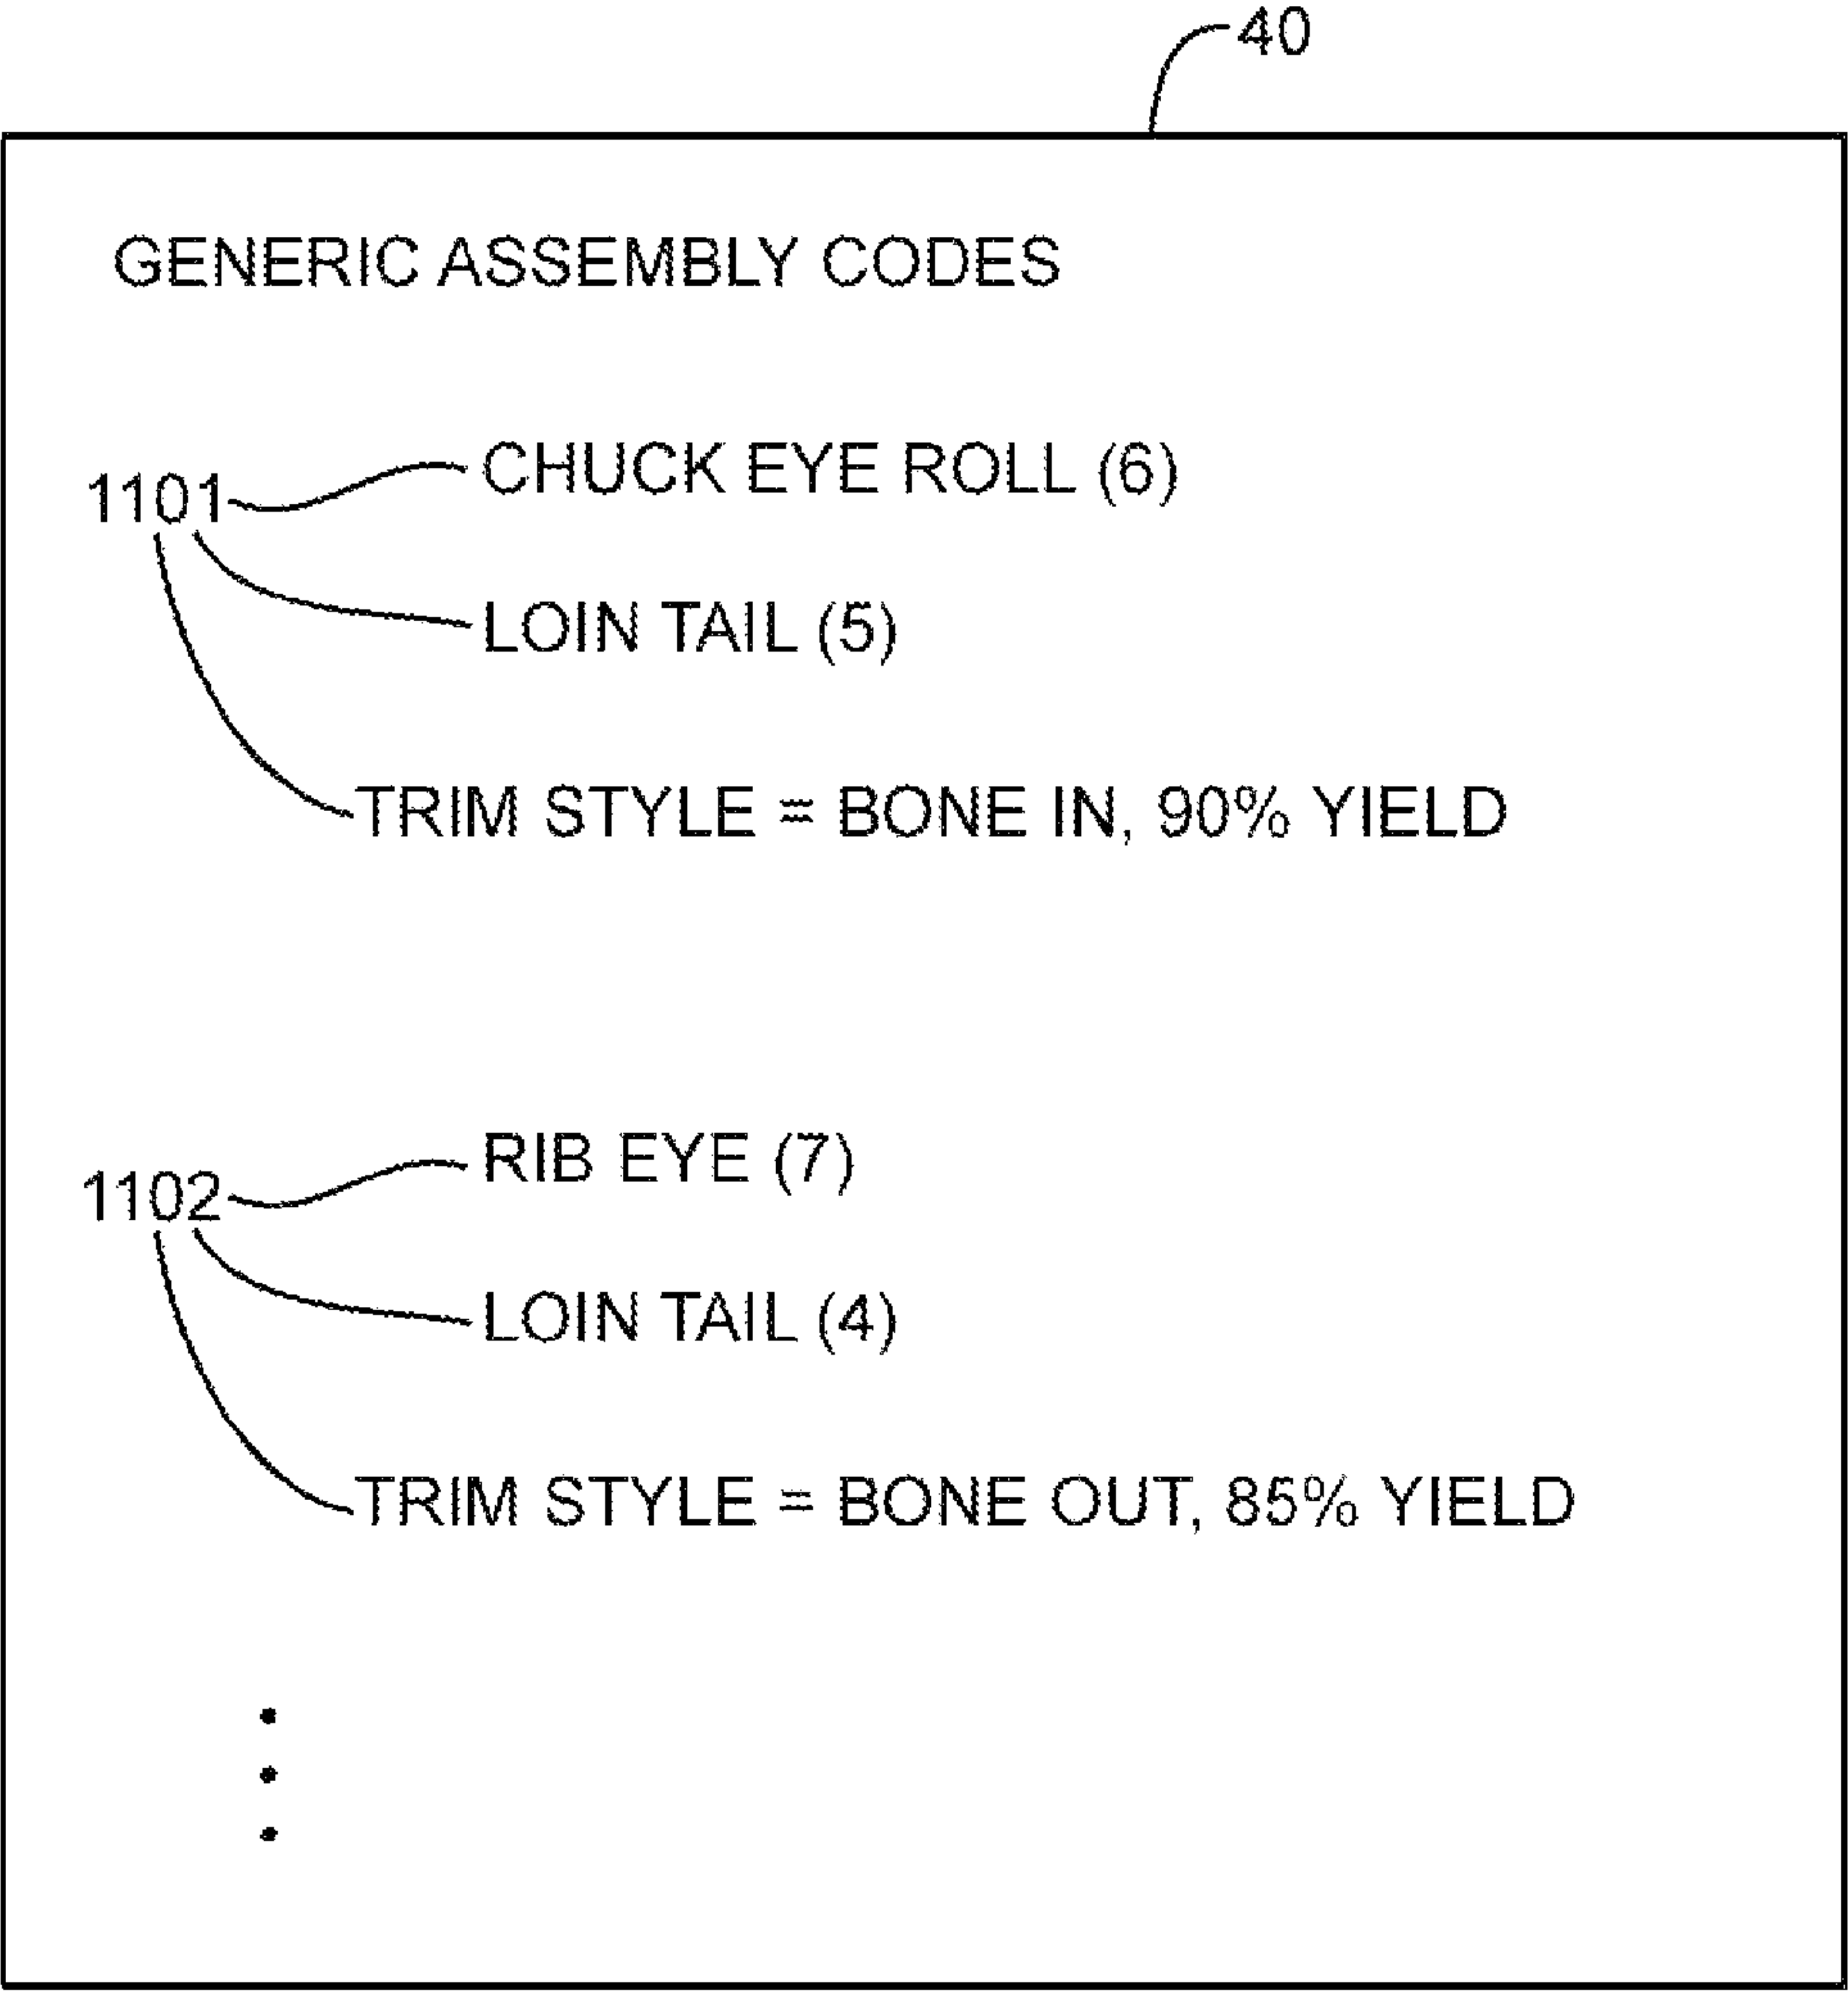 40
GENERIC ASSEMBLY CODES
CHUCK EYE ROLL (6)
1101
LOIN TAIL (5)
TRIM STYLE = BONE IN, 90% YIELD
RIB EYE (7)
1102
LOIN TAIL (4)
TRIM STYLE = BONE OUT, 85% YIELD